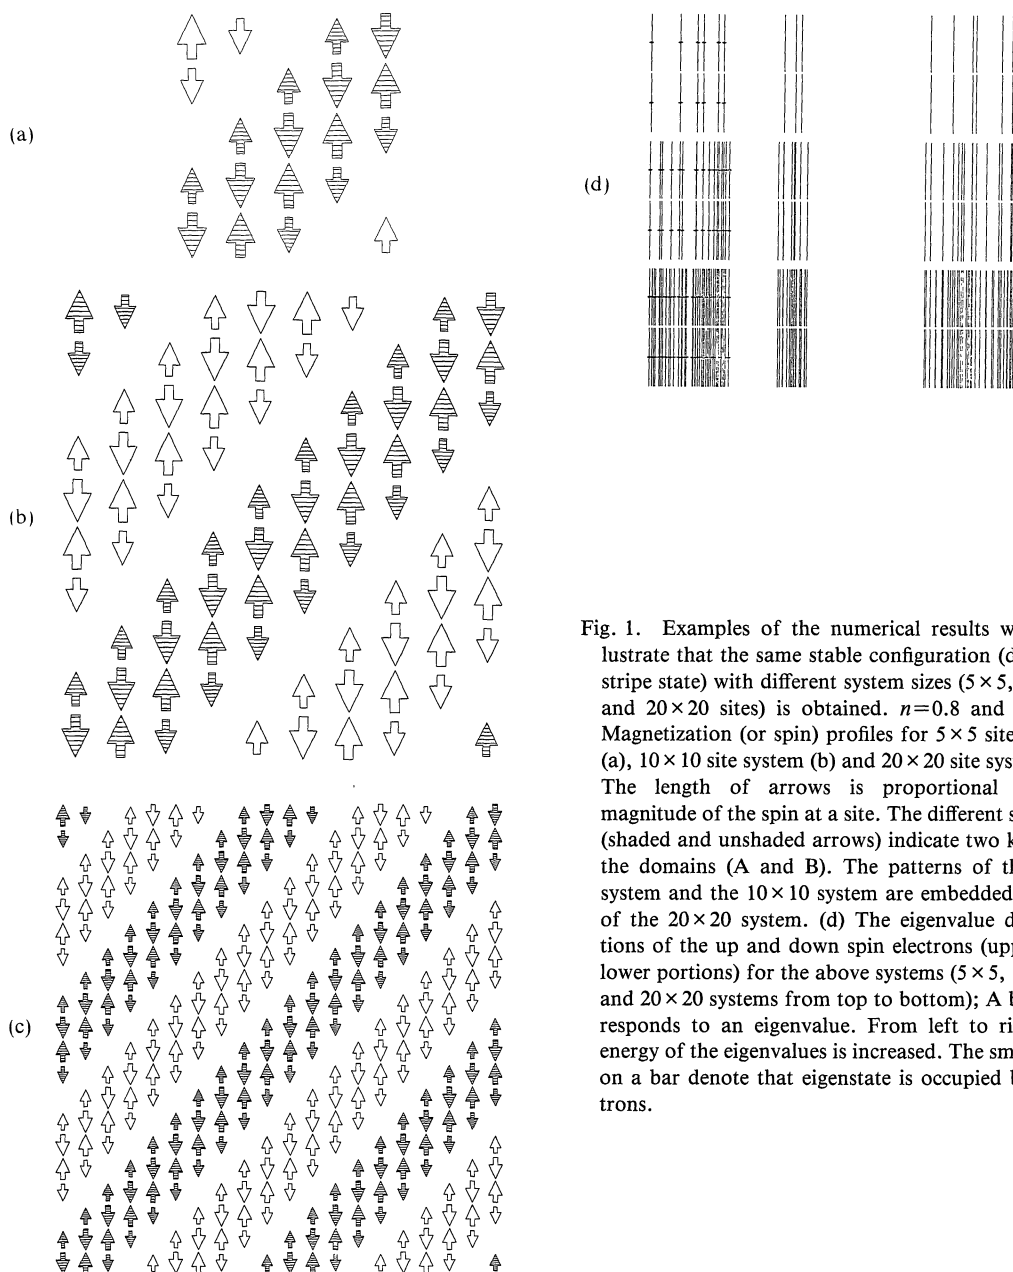 (a)
(b)
(c)
(d)
Fig. 1. Examples of the numerical results w
lustrate that the same stable configuration (d
stripe state) with different system sizes (5×5,
and 20×20 sites) is obtained. n=0.8 and
Magnetization (or spin) profiles for 5×5 site
(a), 10×10 site system (b) and 20×20 site sys
The length of arrows is proportional
magnitude of the spin at a site. The different s
(shaded and unshaded arrows) indicate two k
the domains (A and B). The patterns of th
system and the 10×10 system are embedded
of the 20×20 system. (d) The eigenvalue d
tions of the up and down spin electrons (upp
lower portions) for the above systems (5×5,
and 20×20 systems from top to bottom); A b
responds to an eigenvalue. From left to ri
energy of the eigenvalues is increased. The sm
on a bar denote that eigenstate is occupied b
trons.